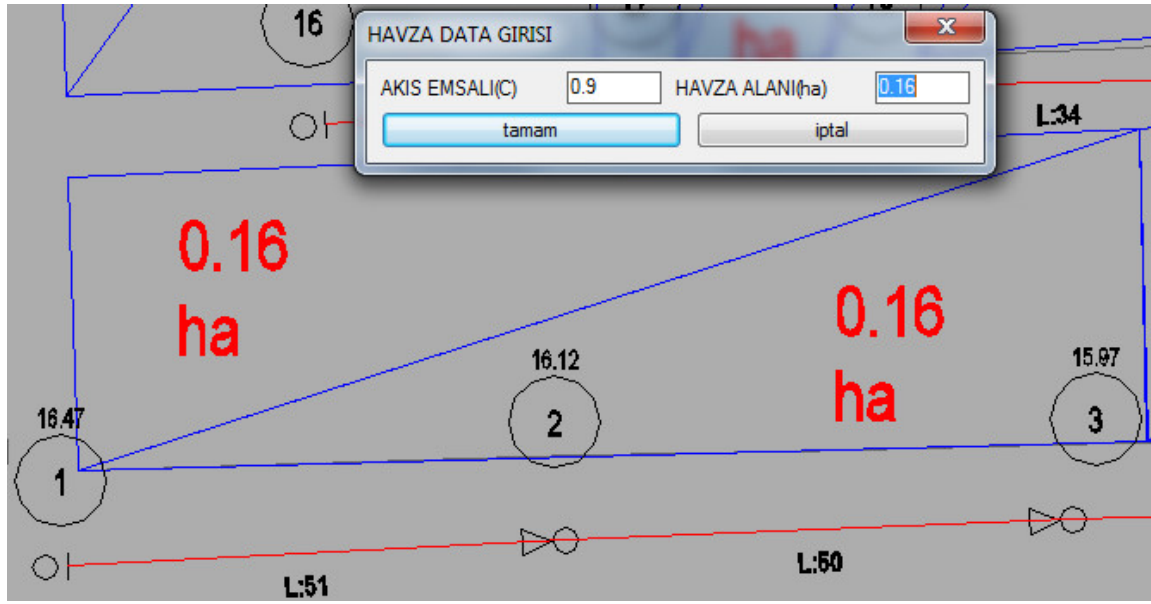 16
HAVZA DATA GIRISI
AKIS EMSALI(C) 0.9 HAVZA ALANI(ha) 0.16
tamam iptal
ha
L:34
0.16
ha
0.16
ha
16.47
1
16.12
2
15.97
3
L:51
L:50